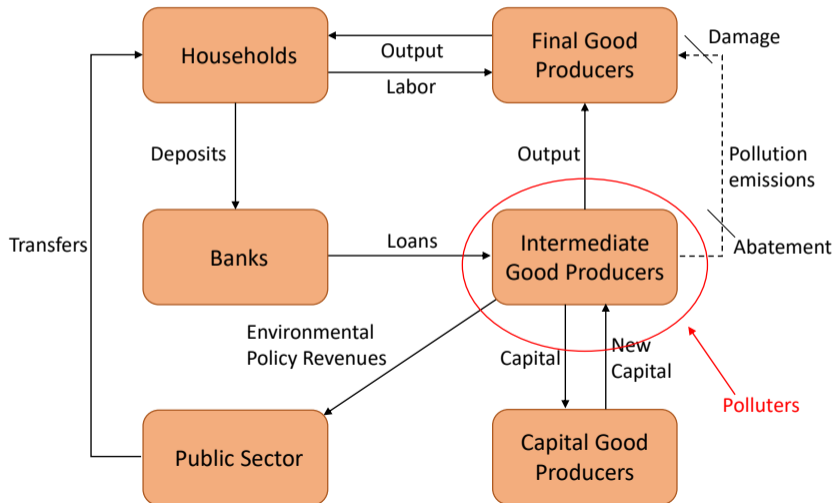 Households
Output
Labor
Final Good
Producers
Damage
Deposits
Output
Pollution
emissions
Transfers
Banks
Loans
Intermediate
Good Producers
Abatement
Environmental
Policy Revenues
Capital
New
Capital
Polluters
Public Sector
Capital Good
Producers